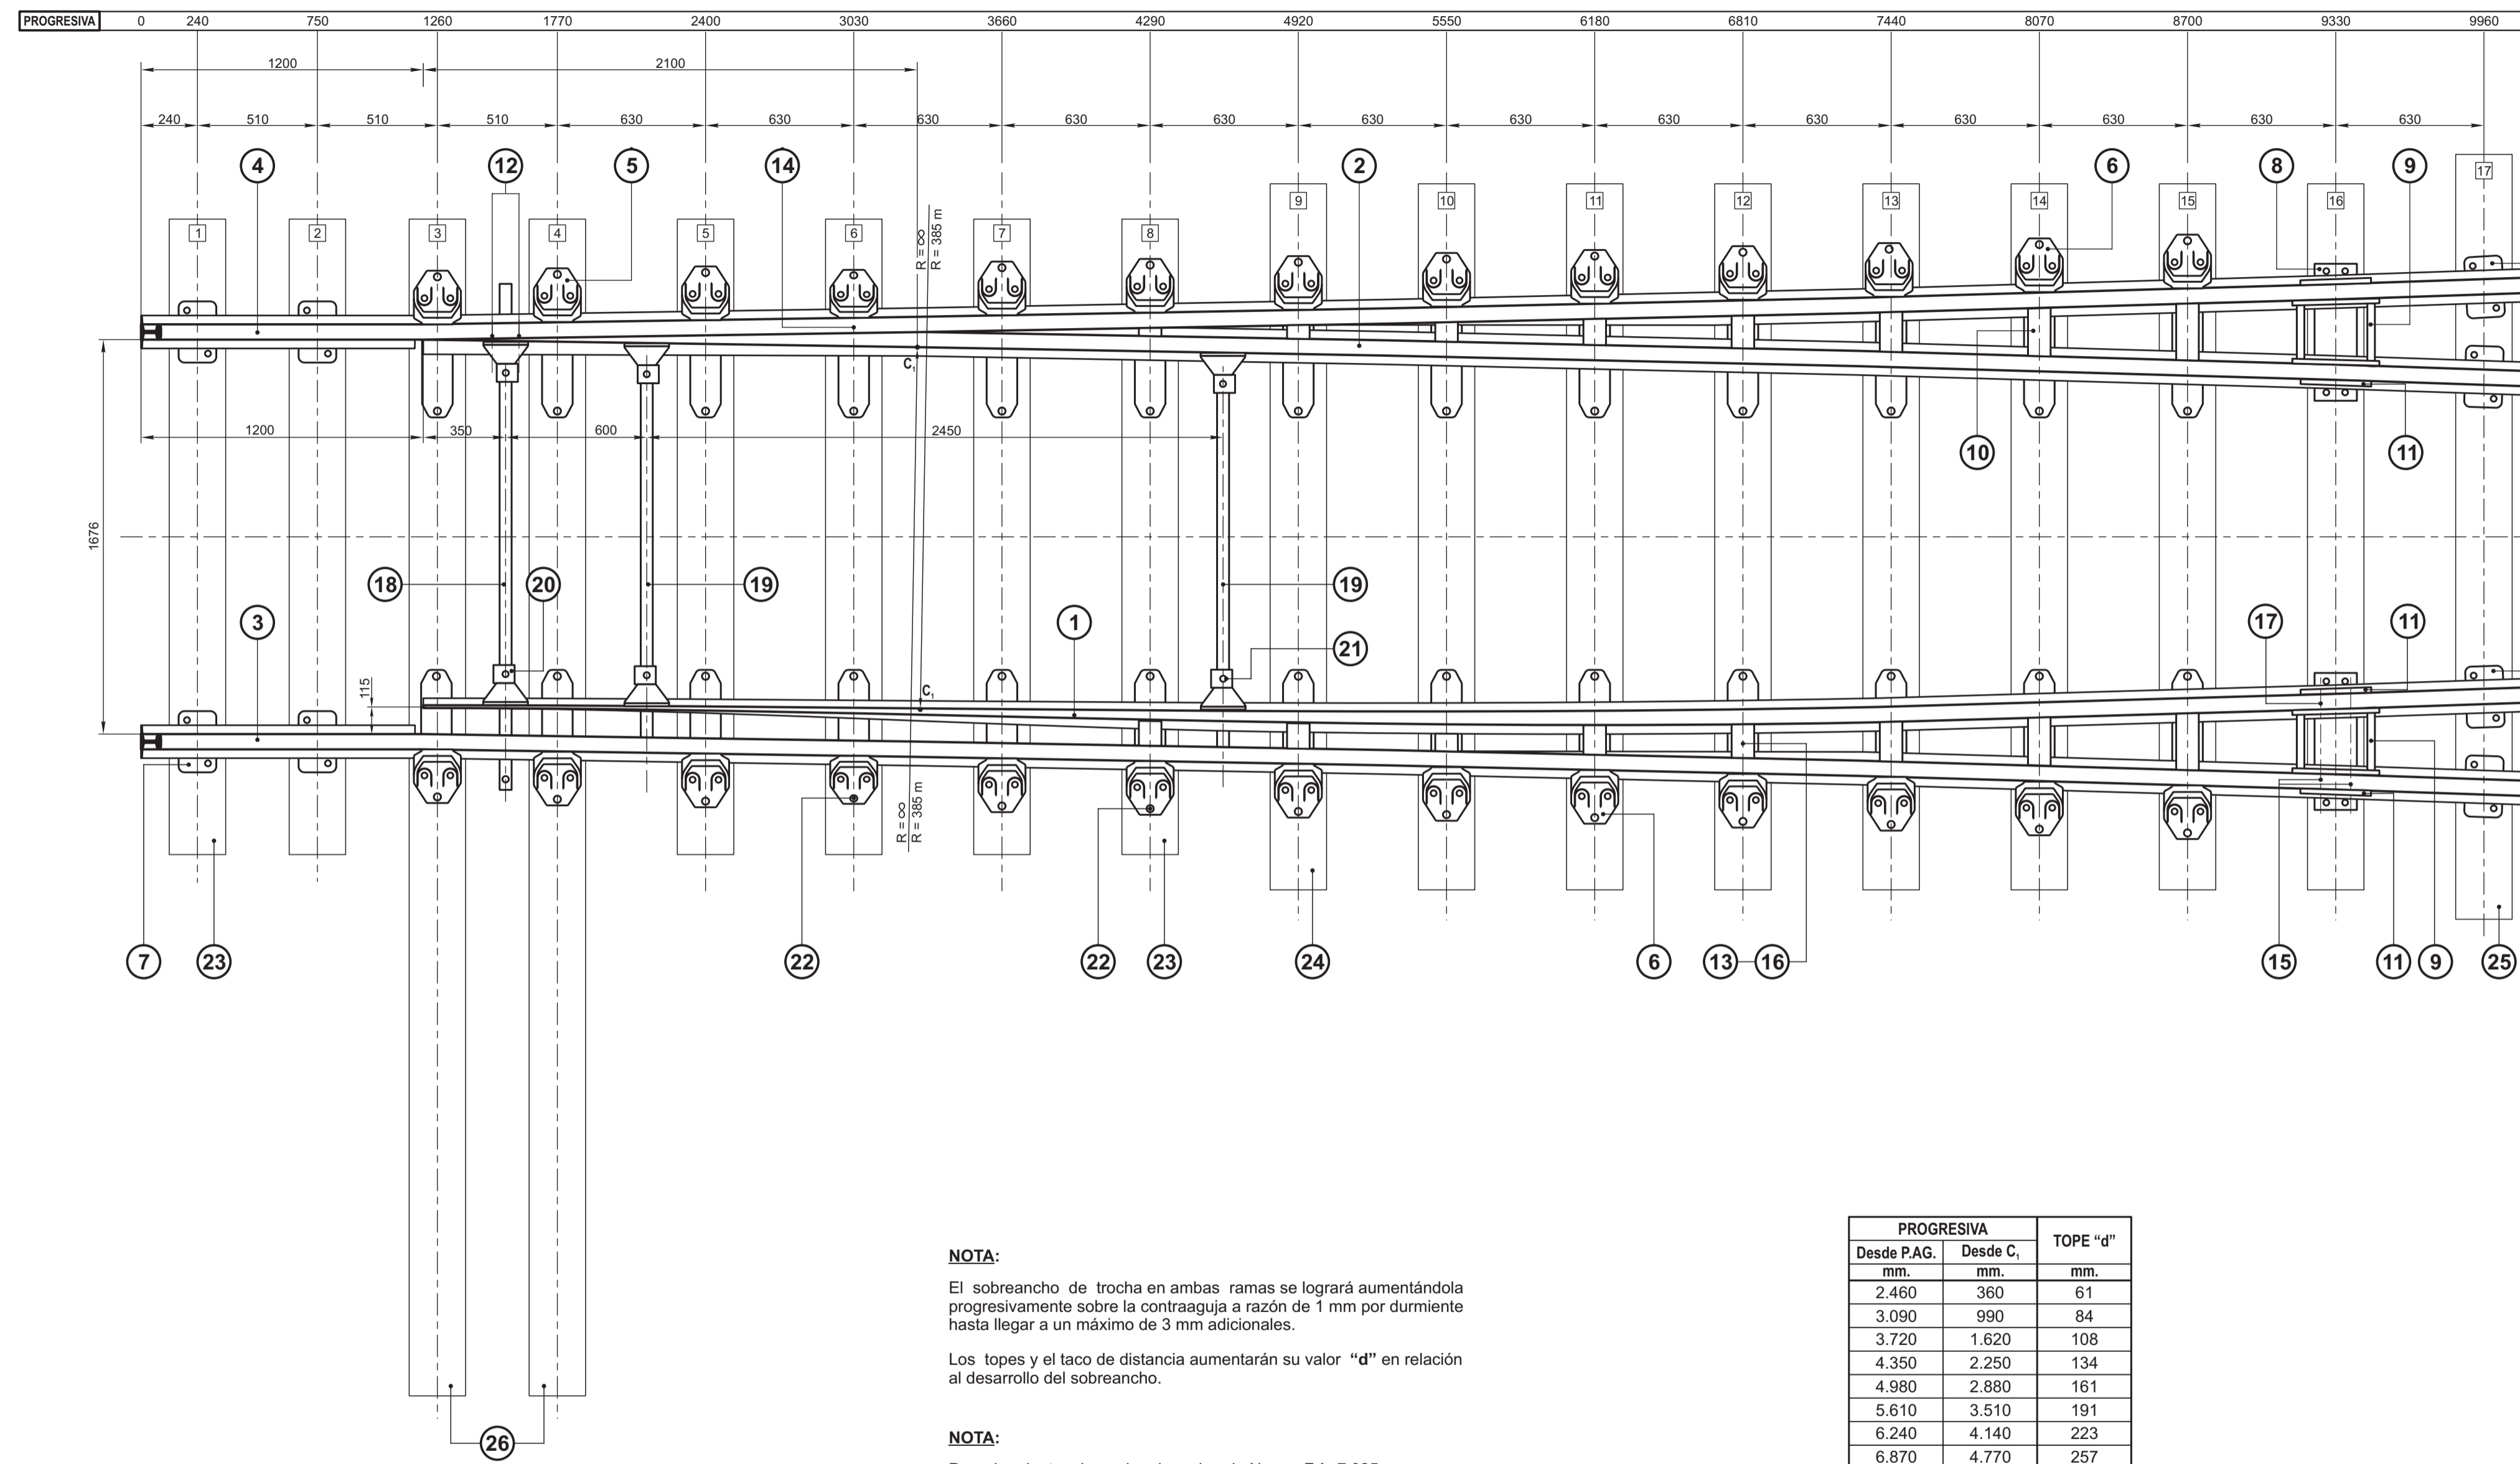 PROGRESIVA 0 240 750 1260 1770 2400 3030 3660 4290 4920 5550 6180 6810 7440 8070 8700 9330 9960
1200 2100
240 510 510 510 630 630 630 630 630 630 630 630 630 630 630 630 630
4 12 5 14 2 6 8 9
17
9 10 11 12 13 14 15 16
1 2 3 4 5 6 7 8
R = ∞
R = 385 m
C₁
1200 350 600 2450
10 11
1676
18 20 19 19
3 1 17 11
21
115
C₁
R = ∞
R = 385 m
7 23 22 22 23 24 6 13 16 15 11 9 25
26
NOTA:
El sobreancho de trocha en ambas ramas se logrará aumentándola
progresivamente sobre la contraaguja a razón de 1 mm por durmiente
hasta llegar a un máximo de 3 mm adicionales.
Los topes y el taco de distancia aumentarán su valor “d” en relación
al desarrollo del sobreancho.
NOTA:
PROGRESIVA TOPE “d”
Desde P.AG. Desde C₁
mm. mm. mm.
2.460 360 61
3.090 990 84
3.720 1.620 108
4.350 2.250 134
4.980 2.880 161
5.610 3.510 191
6.240 4.140 223
6.870 4.770 257